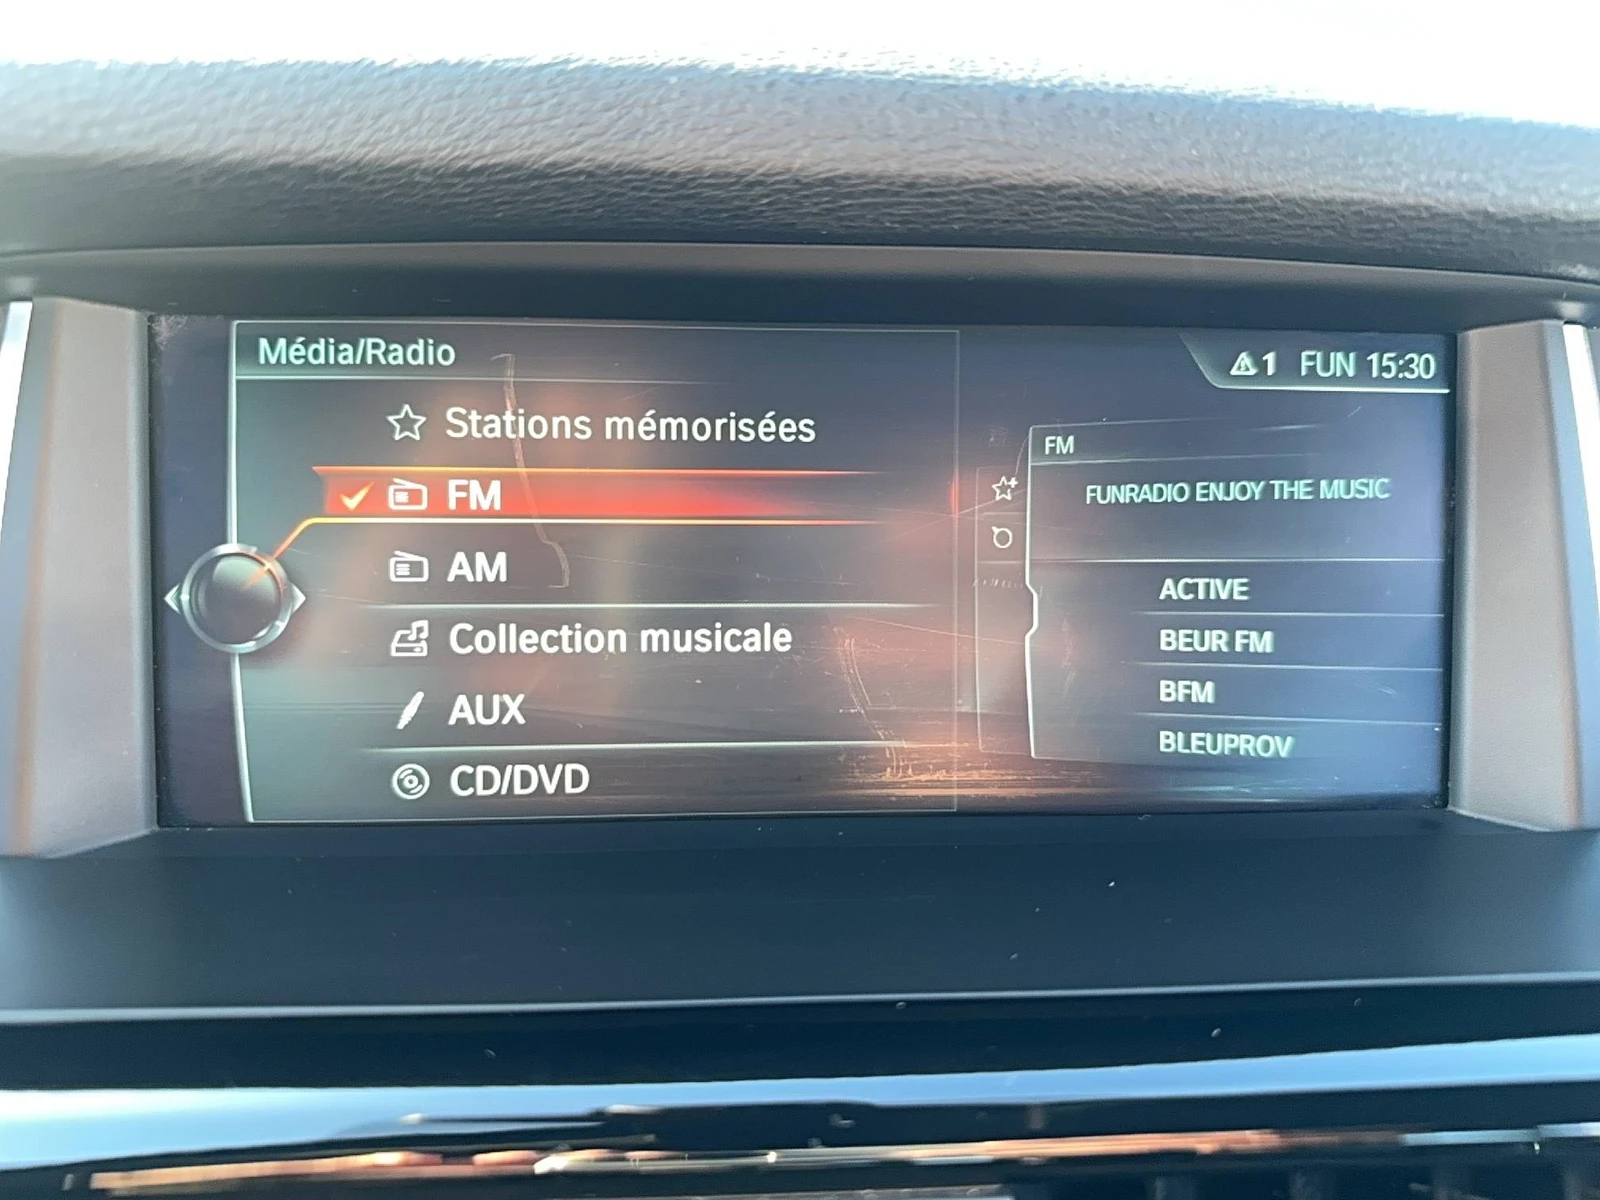 Média/Radio
1 FUN 15:30
Stations mémorisées
FM
AM
Collection musicale
AUX
CD/DVD
FM
FUNRADIO ENJOY THE MUSIC
ACTIVE
BEUR FM
BFM
BLEUPROV